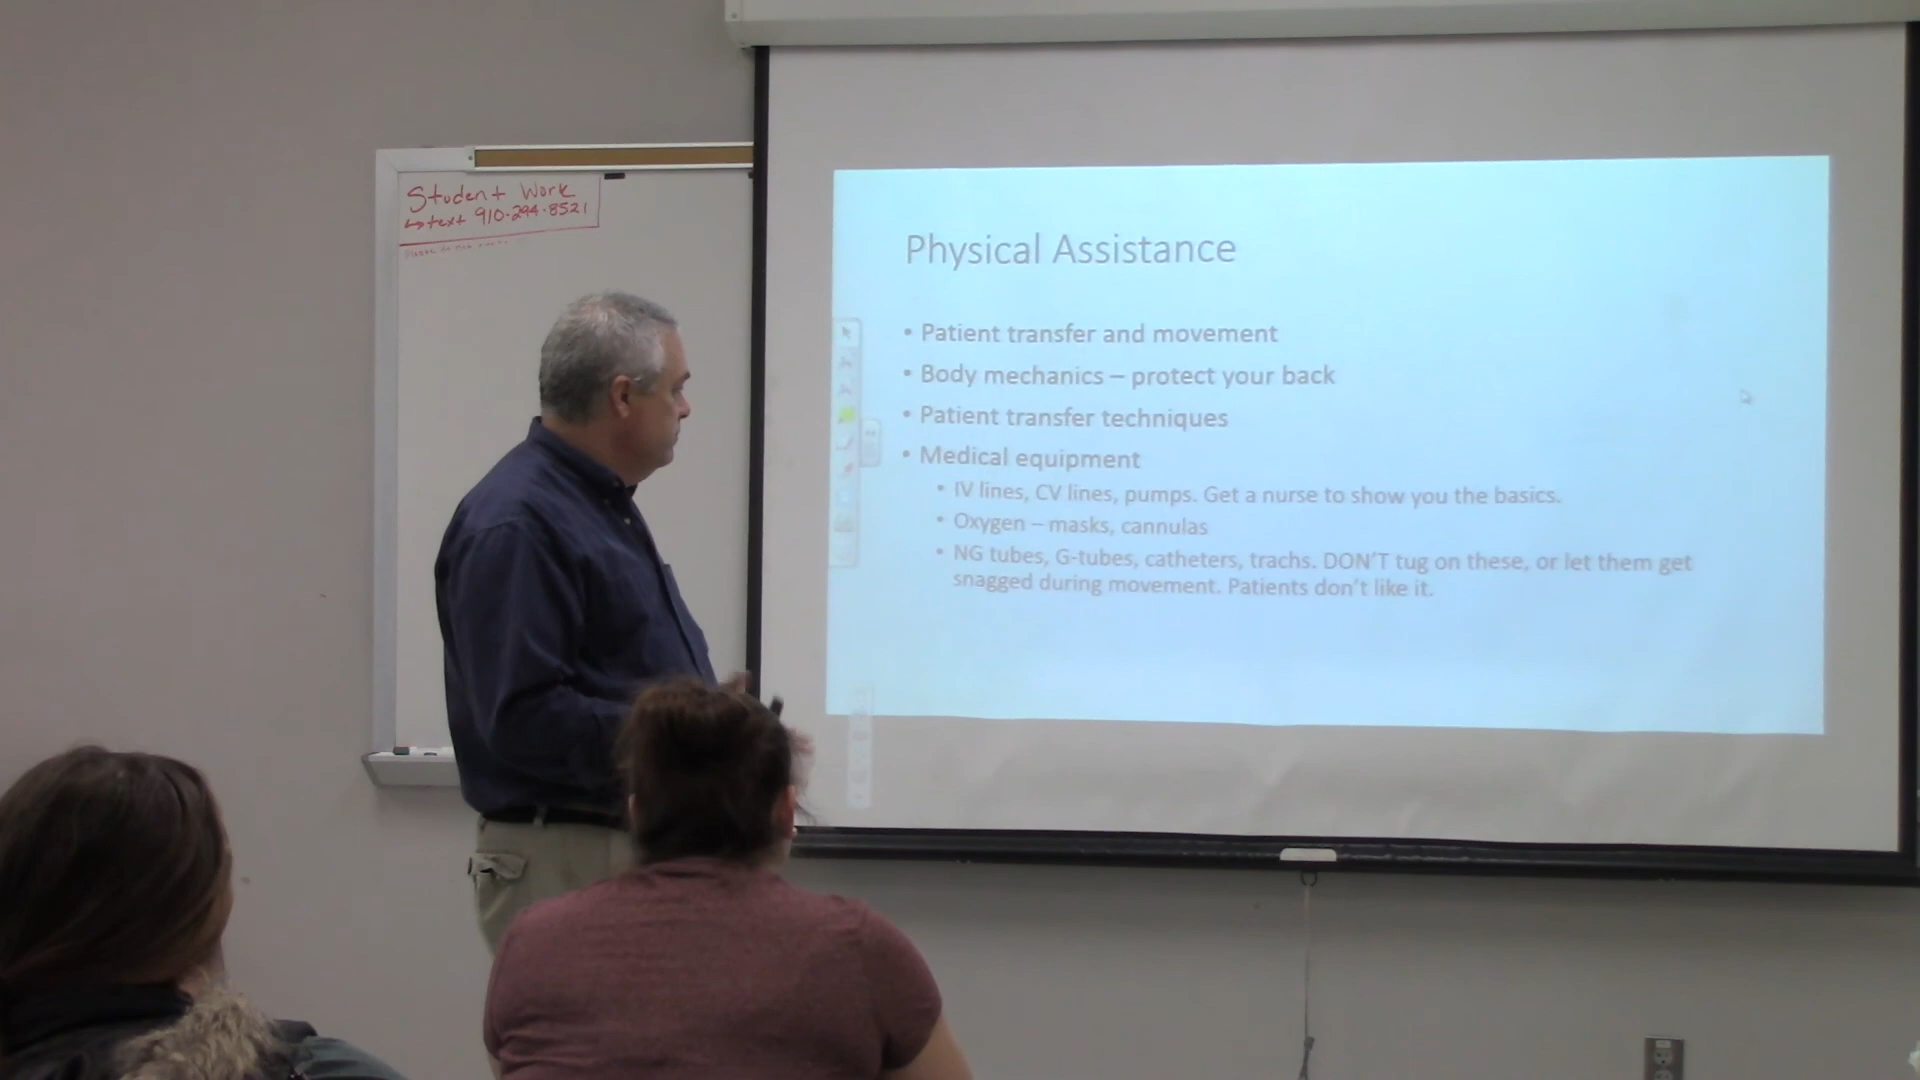 Student Work
↳ text 910-294-8521
Physical Assistance
• Patient transfer and movement
• Body mechanics – protect your back
• Patient transfer techniques
• Medical equipment
• IV lines, CV lines, pumps. Get a nurse to show you the basics.
• Oxygen – masks, cannulas
• NG tubes, G-tubes, catheters, trachs. DON'T tug on these, or let them get
snagged during movement. Patients don't like it.